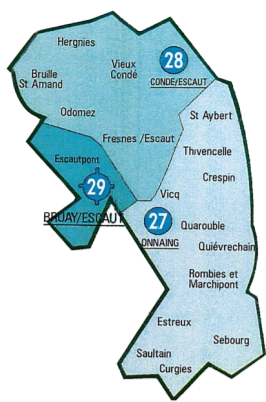 Hergnies
Vieux
Condé
28
CONDE/ESCAUT
Bruille
St Amand
Odomez
St Aybert
Fresnes /Escaut
Thivencelle
Escautpont
Crespin
29
Vicq
BRUAY/ESCAUT
27
Quarouble
ONNAING
Quiévrechain
Rombies et
Marchipont
Estreux
Sebourg
Saultain
Curgies